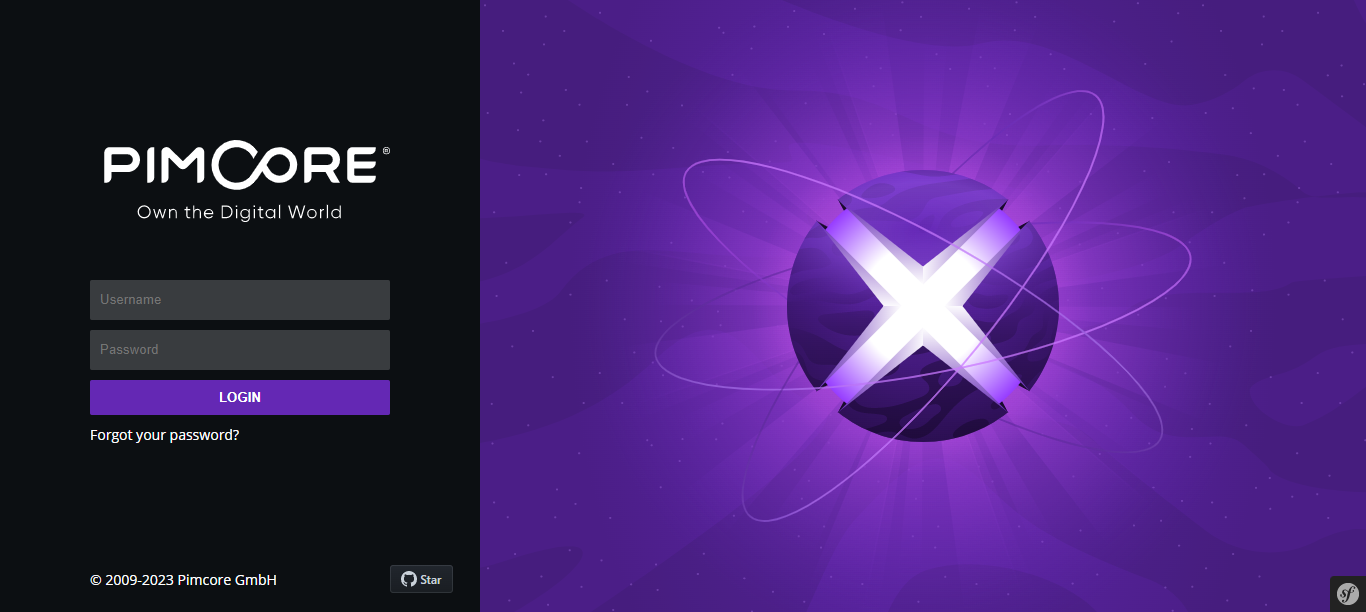 PIMCORE®
Own the Digital World
Username
Password
LOGIN
Forgot your password?
© 2009-2023 Pimcore GmbH
Star
sf